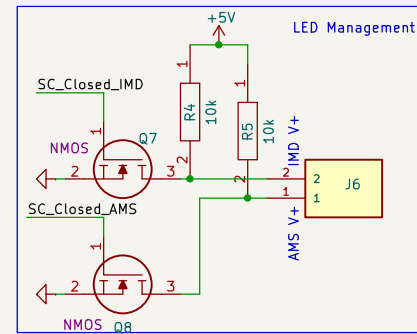 +5V
LED Management
SC_Closed_IMD
1
1
1
R4
10k
R5
10k
Q7
NMOS
2
3
2
2
IMD V+
2
2
J6
1
1
AMS V+
SC_Closed_AMS
1
2
3
NMOS
Q8